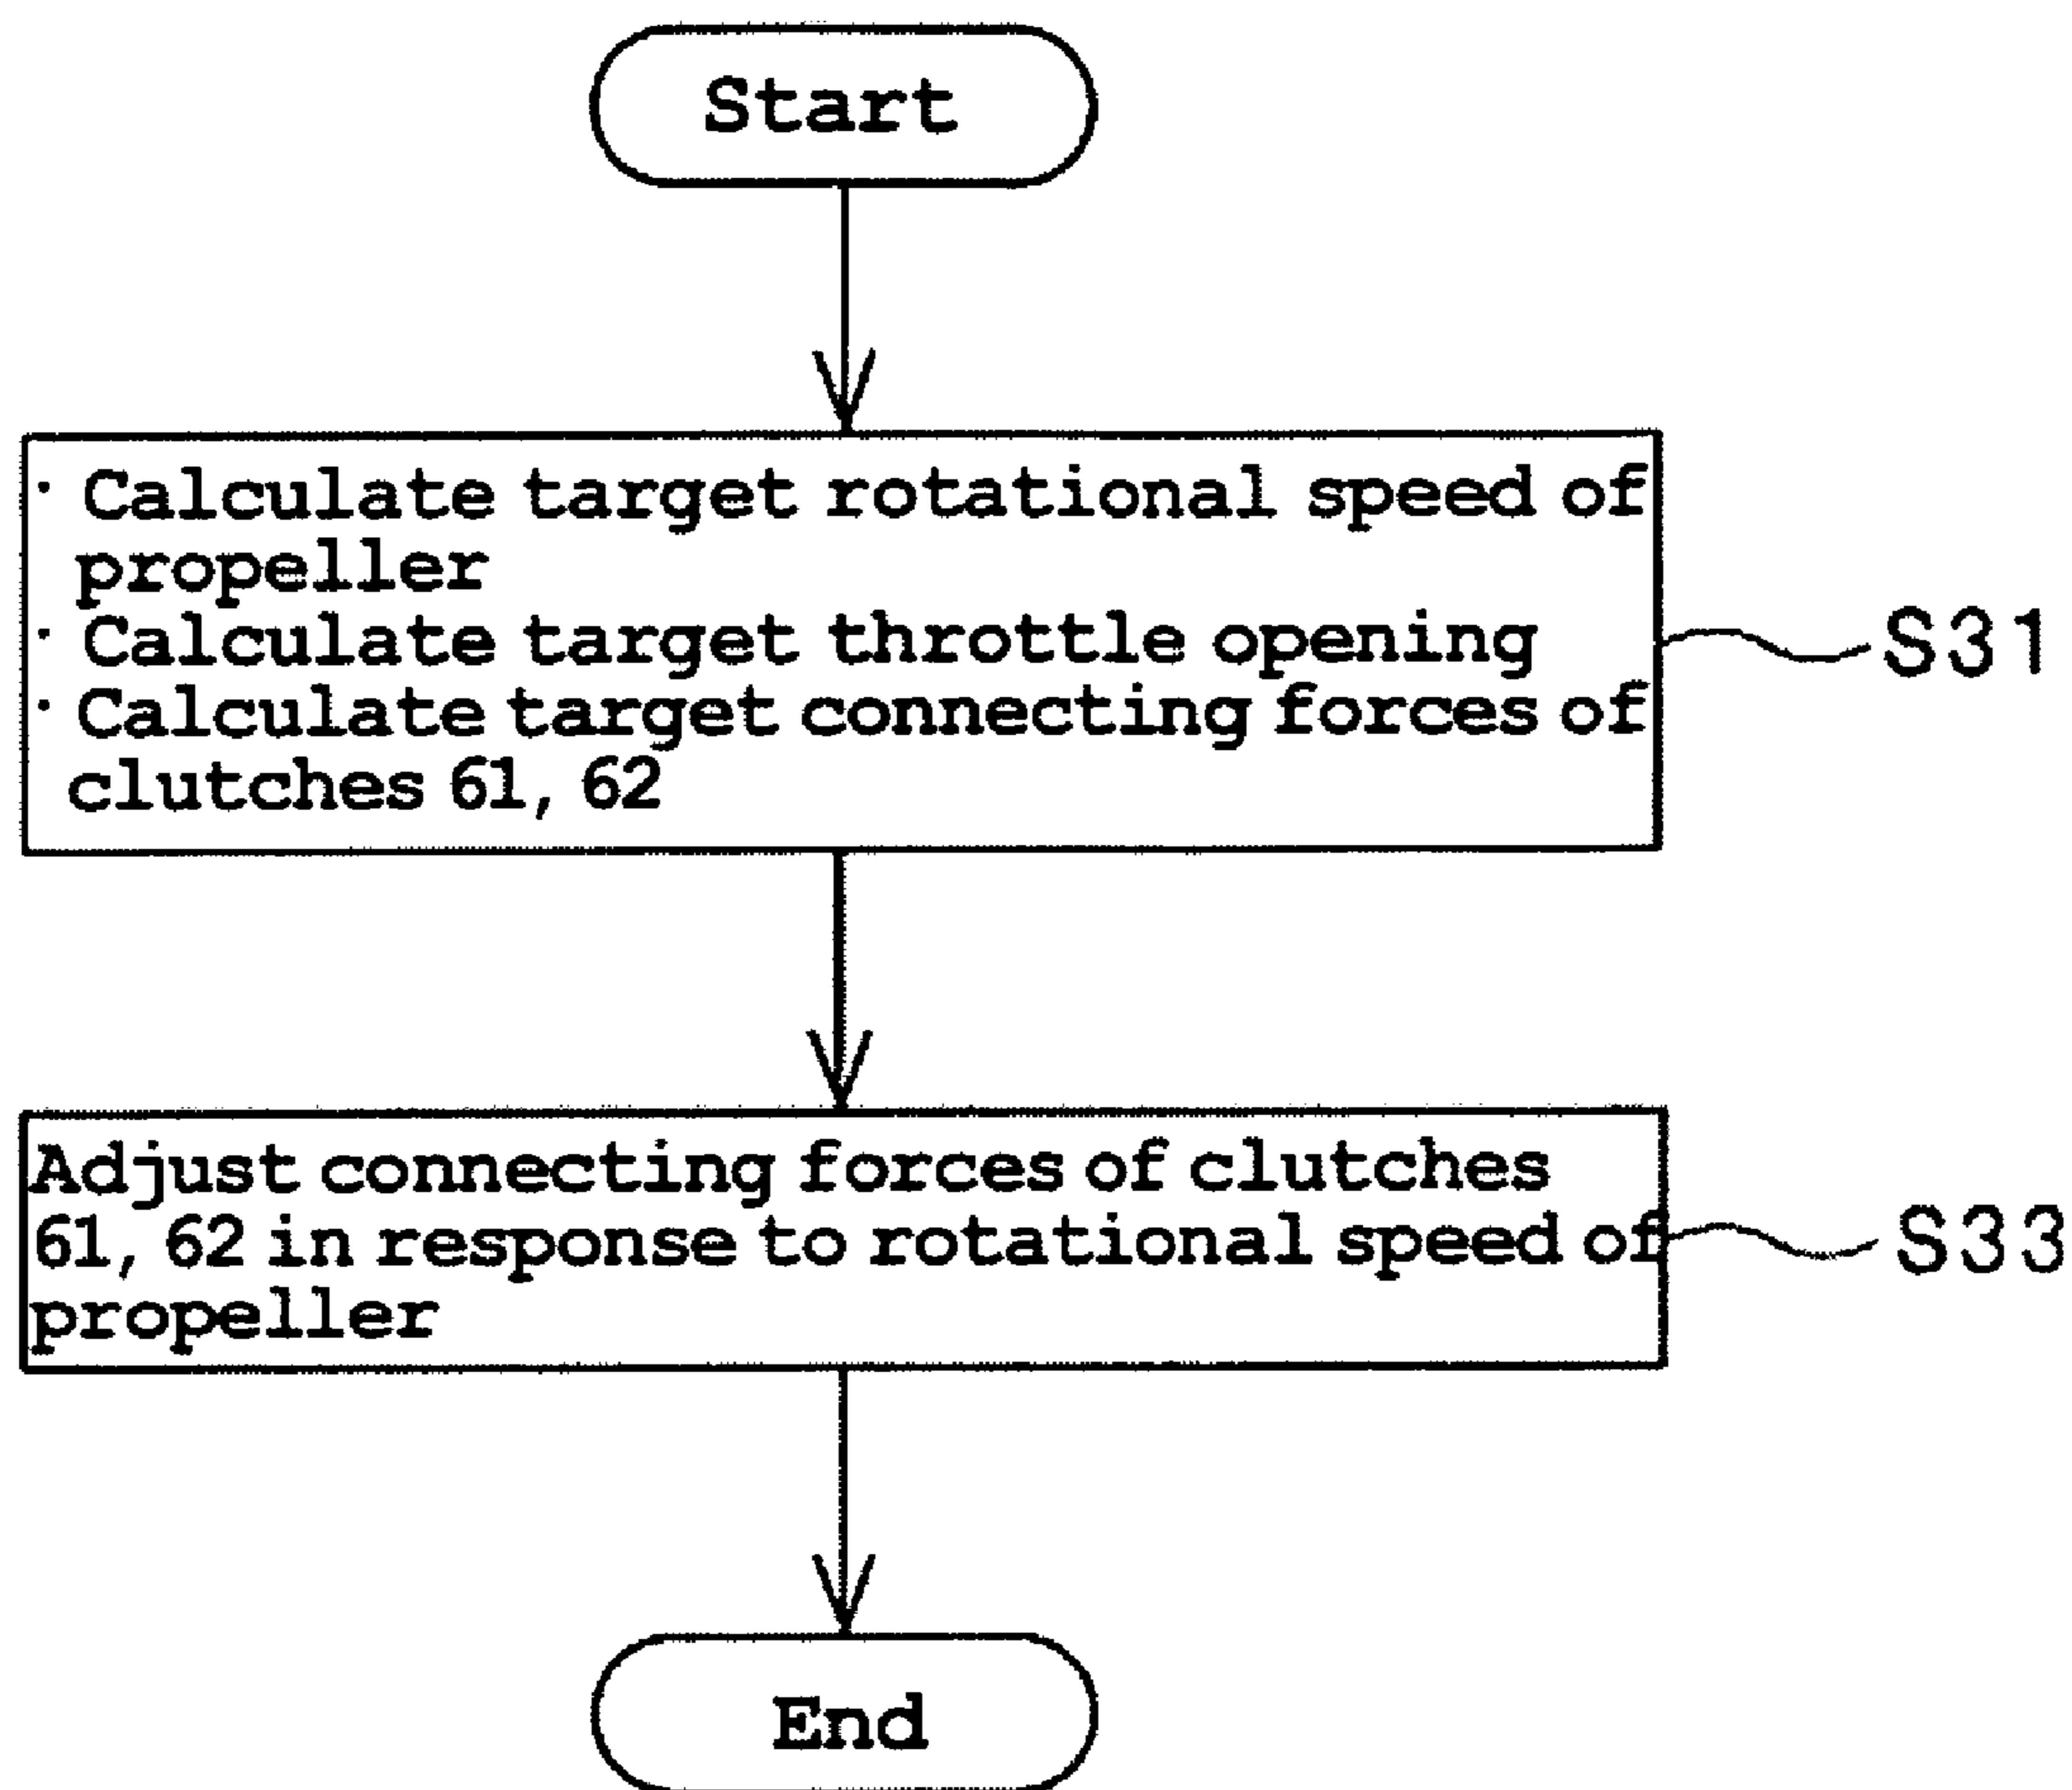 Start
· Calculate target rotational speed of
propeller
· Calculate target throttle opening
· Calculate target connecting forces of
clutches 61, 62
S31
Adjust connecting forces of clutches
61, 62 in response to rotational speed of
propeller
S33
End